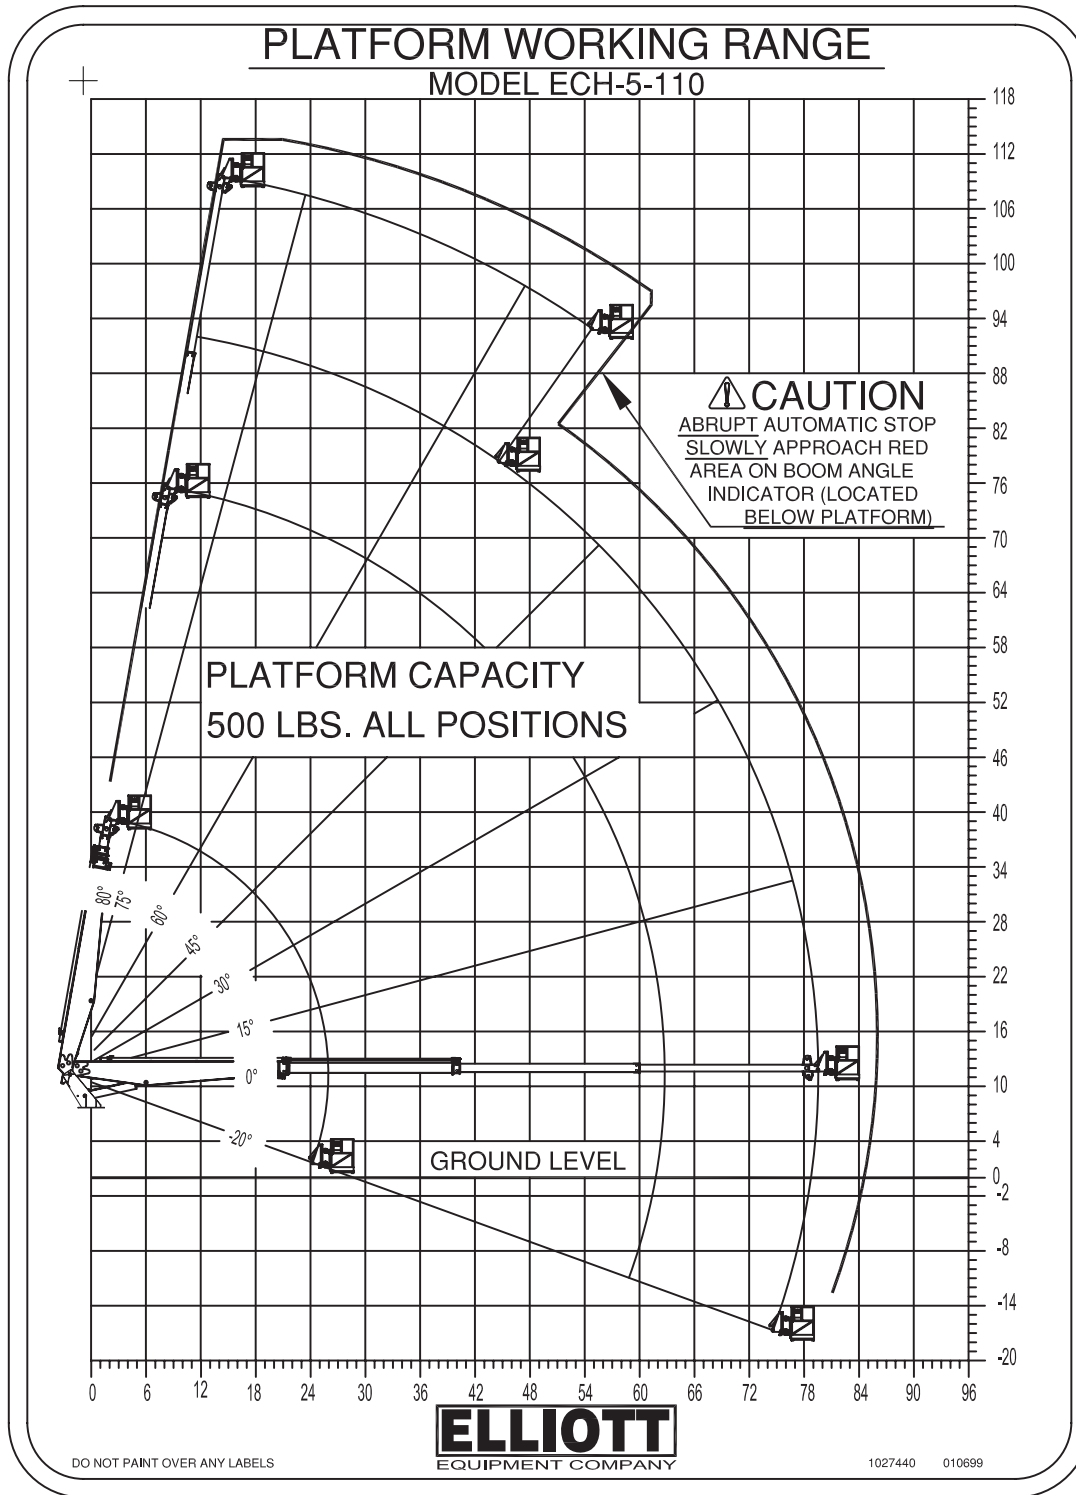 PLATFORM WORKING RANGE
MODEL ECH-5-110
118
112
106
100
94
88
82
76
70
64
58
52
46
40
34
28
22
16
10
4
0
-2
-8
-14
-20
CAUTION
ABRUPT AUTOMATIC STOP
SLOWLY APPROACH RED
AREA ON BOOM ANGLE
INDICATOR (LOCATED
BELOW PLATFORM)
PLATFORM CAPACITY
500 LBS. ALL POSITIONS
80°
75°
60°
45°
30°
15°
0°
-20°
GROUND LEVEL
0 6 12 18 24 30 36 42 48 54 60 66 72 78 84 90 96
ELLIOTT
EQUIPMENT COMPANY
DO NOT PAINT OVER ANY LABELS
1027440 010699